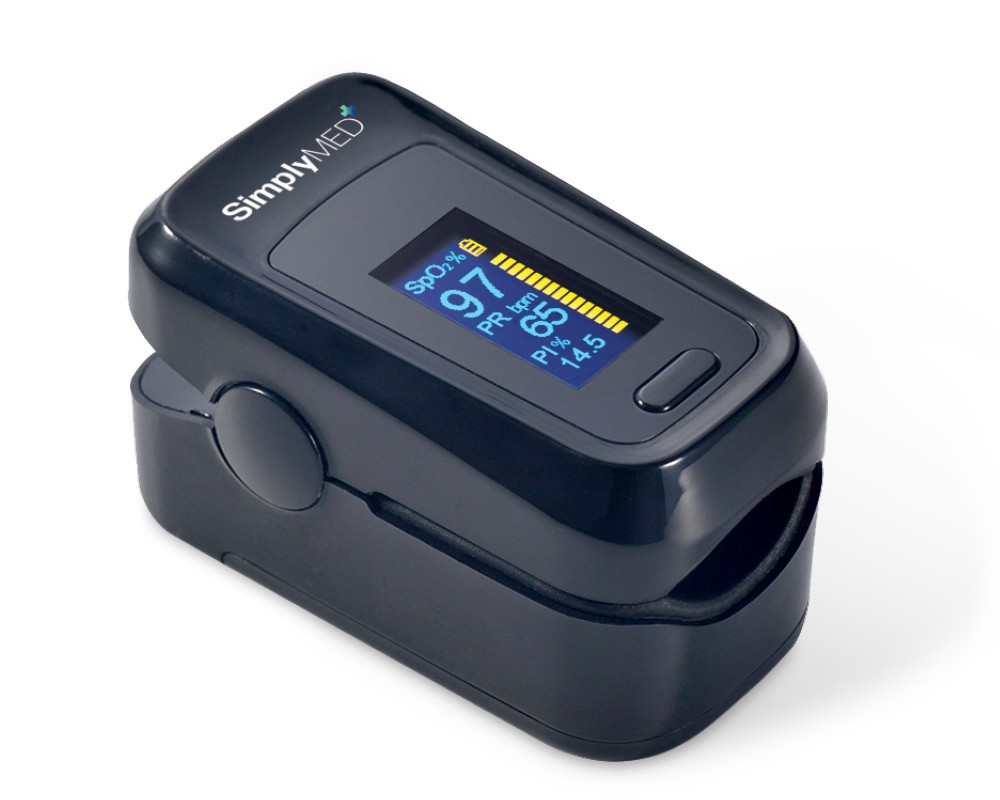 SimplyMED
SpO₂%
97
PR bpm
65
PI%
14.5